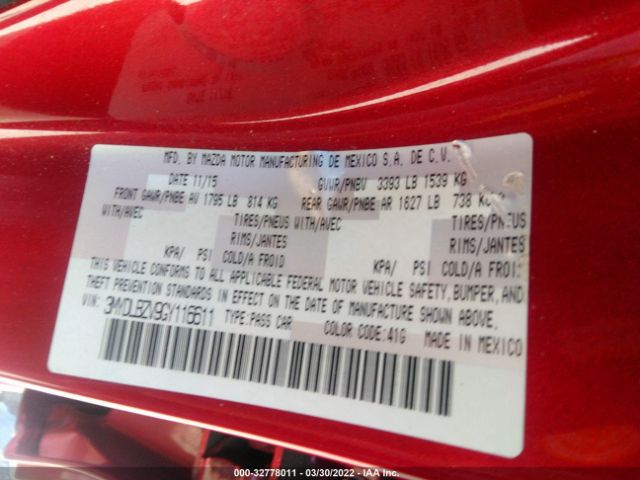 MFD. BY MAZDA MOTOR MANUFACTURING DE MEXICO S.A. DE C.V.
DATE 11/15 GVWR/PNBV 3393 LB 1539 KG
FRONT GAWR/PNBE AV 1795 LB 814 KG REAR GAWR/PNBE AR 1627 LB 738 KG
WITH/AVEC TIRES/PNEUS WITH/AVEC TIRES/PNEUS
RIMS/JANTES RIMS/JANTES
KPA/ PSI COLD/A FROID KPA/ PSI COLD/A FROID
THIS VEHICLE CONFORMS TO ALL APPLICABLE FEDERAL MOTOR VEHICLE SAFETY, BUMPER, AND
THEFT PREVENTION STANDARDS IN EFFECT ON THE DATE OF MANUFACTURE SHOWN ABOVE.
VIN: 3MYDLBZV9GY116611 TYPE: PASS CAR COLOR CODE: 41G MADE IN MEXICO
000-32778011 — 03/30/2022 — IAA Inc.